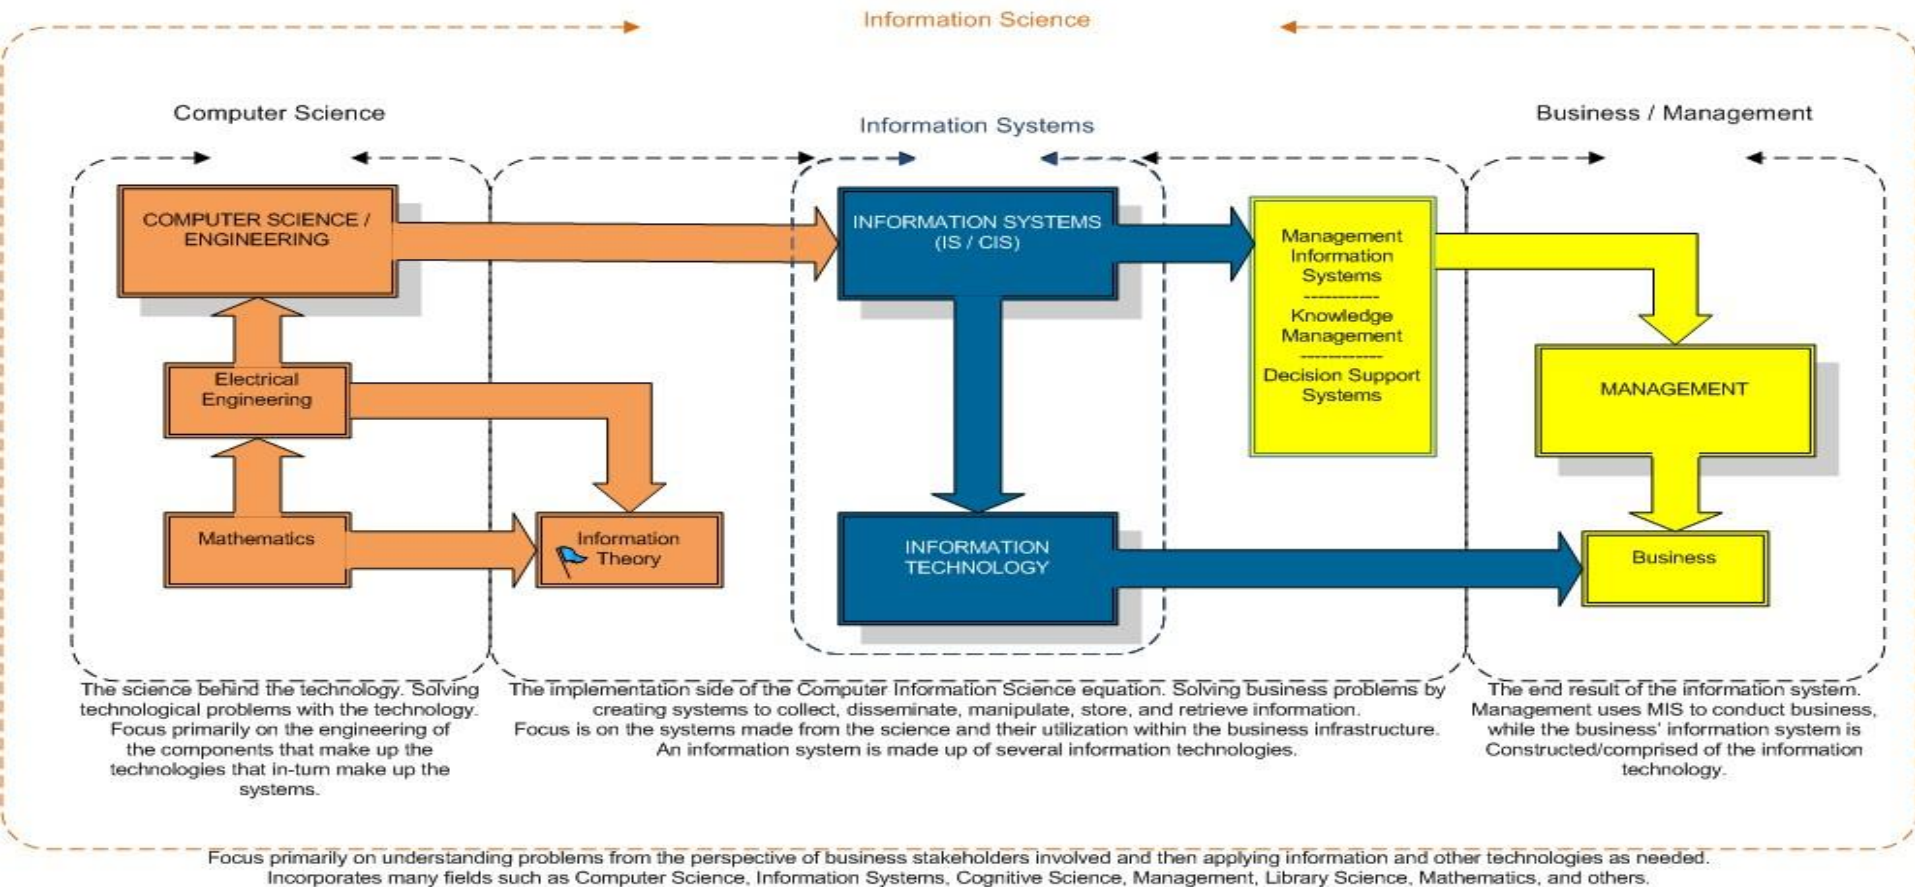 Information Science
Computer Science
Information Systems
Business / Management
COMPUTER SCIENCE /
ENGINEERING
INFORMATION SYSTEMS
(IS / CIS)
Management
Information
Systems
-----------
Knowledge
Management
------------
Decision Support
Systems
Electrical
Engineering
MANAGEMENT
Mathematics
Information
Theory
INFORMATION
TECHNOLOGY
Business
The science behind the technology. Solving
technological problems with the technology.
Focus primarily on the engineering of
the components that make up the
technologies that in-turn make up the
systems.
The implementation side of the Computer Information Science equation. Solving business problems by
creating systems to collect, disseminate, manipulate, store, and retrieve information.
Focus is on the systems made from the science and their utilization within the business infrastructure.
An information system is made up of several information technologies.
The end result of the information system.
Management uses MIS to conduct business,
while the business' information system is
Constructed/comprised of the information
technology.
Focus primarily on understanding problems from the perspective of business stakeholders involved and then applying information and other technologies as needed.
Incorporates many fields such as Computer Science, Information Systems, Cognitive Science, Management, Library Science, Mathematics, and others.